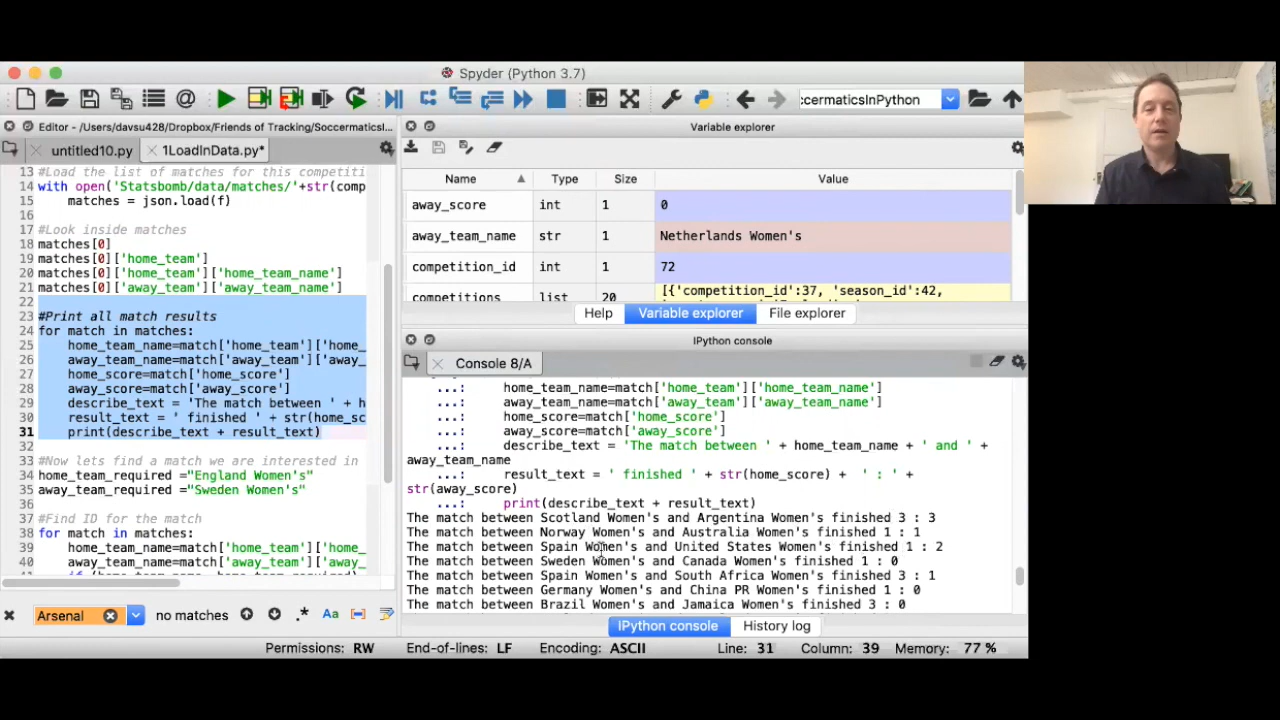 Spyder (Python 3.7)
:ccermaticsInPython
Editor - /Users/davsu428/Dropbox/Friends of Tracking/SoccermaticsI...
untitled10.py
1LoadInData.py*
13 #Load the list of matches for this competiti
14 with open('Statsbomb/data/matches/'+str(comp
15 matches = json.load(f)
16
17 #Look inside matches
18 matches[0]
19 matches[0]['home_team']
20 matches[0]['home_team']['home_team_name']
21 matches[0]['away_team']['away_team_name']
22
23 #Print all match results
24 for match in matches:
25 home_team_name=match['home_team']['home_
26 away_team_name=match['away_team']['away_
27 home_score=match['home_score']
28 away_score=match['away_score']
29 describe_text = 'The match between ' + h
30 result_text = ' finished ' + str(home_sc
31 print(describe_text + result_text)
32
33 #Now lets find a match we are interested in
34 home_team_required ="England Women's"
35 away_team_required ="Sweden Women's"
36
37 #Find ID for the match
38 for match in matches:
39 home_team_name=match['home_team']['home_
40 away_team_name=match['away_team']['away_
Arsenal
no matches
.*
Aa
Variable explorer
Name Type Size Value
away_score int 1 0
away_team_name str 1 Netherlands Women's
competition_id int 1 72
competitions list 20 [{'competition_id':37, 'season_id':42,
Help Variable explorer File explorer
IPython console
Console 8/A
...: home_team_name=match['home_team']['home_team_name']
...: away_team_name=match['away_team']['away_team_name']
...: home_score=match['home_score']
...: away_score=match['away_score']
...: describe_text = 'The match between ' + home_team_name + ' and ' +
away_team_name
...: result_text = ' finished ' + str(home_score) + ' : ' +
str(away_score)
...: print(describe_text + result_text)
The match between Scotland Women's and Argentina Women's finished 3 : 3
The match between Norway Women's and Australia Women's finished 1 : 1
The match between Spain Women's and United States Women's finished 1 : 2
The match between Sweden Women's and Canada Women's finished 1 : 0
The match between Spain Women's and South Africa Women's finished 3 : 1
The match between Germany Women's and China PR Women's finished 1 : 0
The match between Brazil Women's and Jamaica Women's finished 3 : 0
IPython console History log
Permissions: RW End-of-lines: LF Encoding: ASCII Line: 31 Column: 39 Memory: 77 %